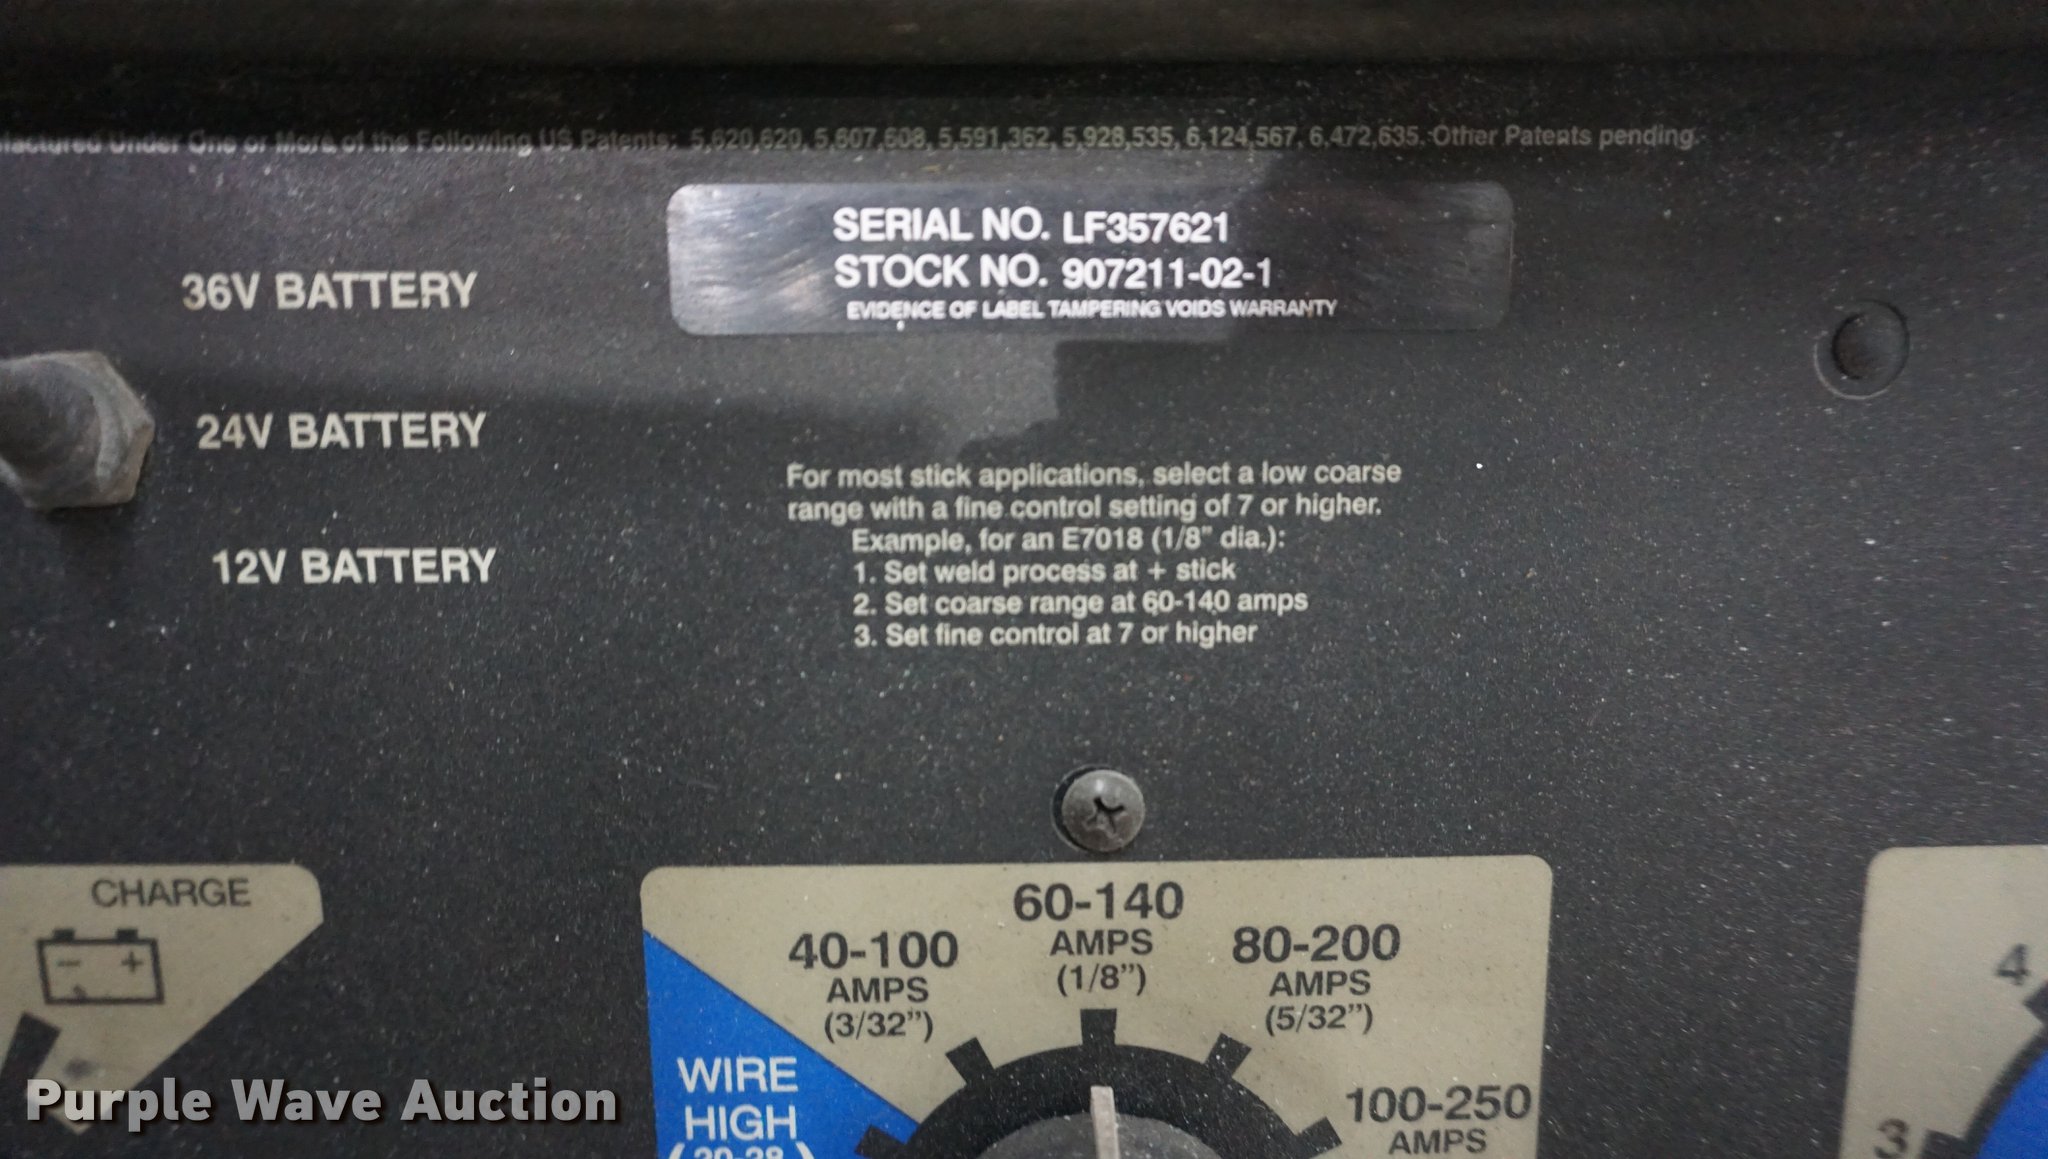 Under One or More of the Following US Patents: 5,620,620, 5,607,608, 5,591,362, 5,928,535, 6,124,567, 6,472,635. Other Patents pending.
SERIAL NO. LF357621
STOCK NO. 907211-02-1
EVIDENCE OF LABEL TAMPERING VOIDS WARRANTY
36V BATTERY
24V BATTERY
12V BATTERY
For most stick applications, select a low coarse
range with a fine control setting of 7 or higher.
Example, for an E7018 (1/8" dia.):
1. Set weld process at + stick
2. Set coarse range at 60-140 amps
3. Set fine control at 7 or higher
CHARGE
- +
40-100
AMPS
(3/32")
60-140
AMPS
(1/8")
80-200
AMPS
(5/32")
100-250
AMPS
WIRE
HIGH
4
3
Purple Wave Auction